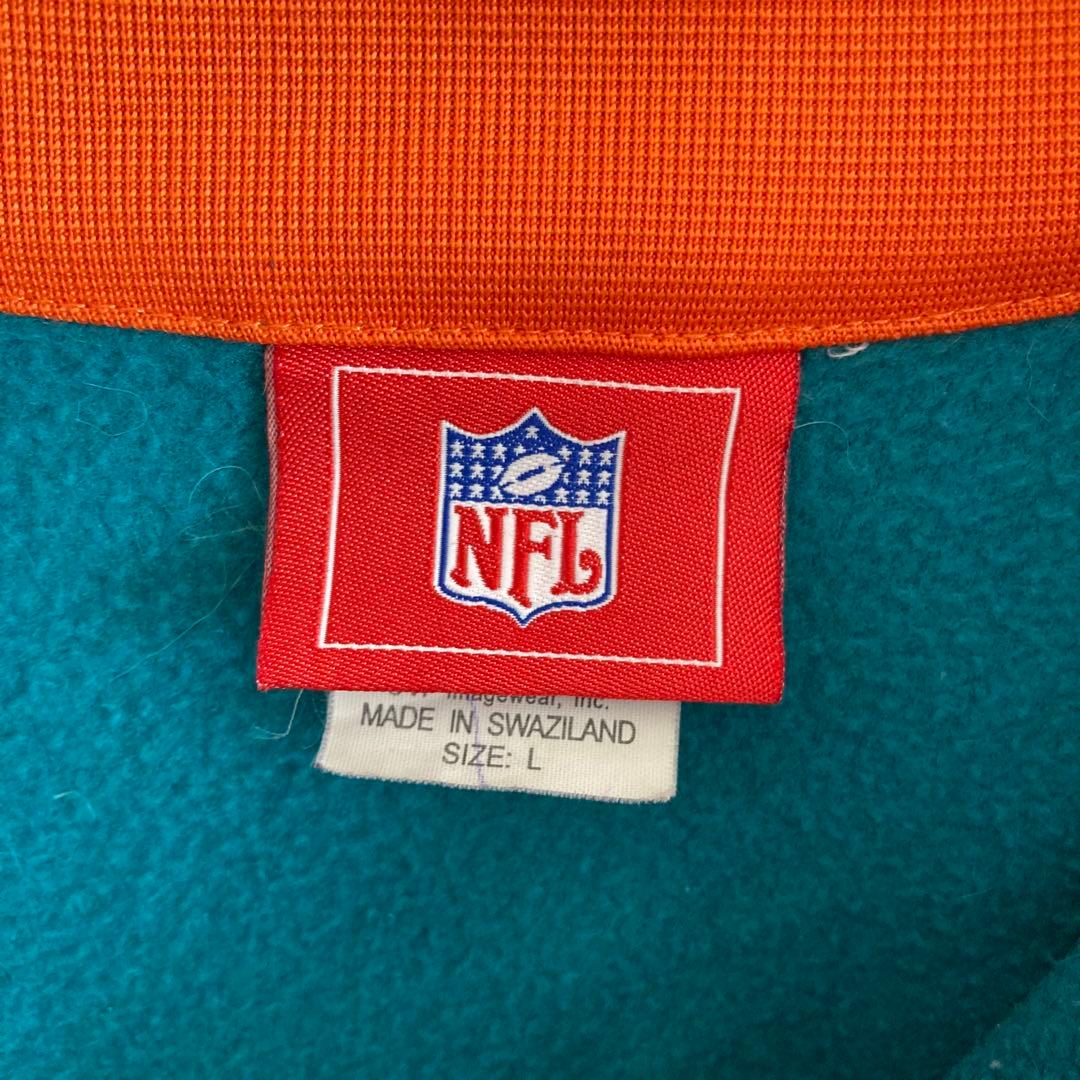 NFL
Imagewear, Inc.
MADE IN SWAZILAND
SIZE: L